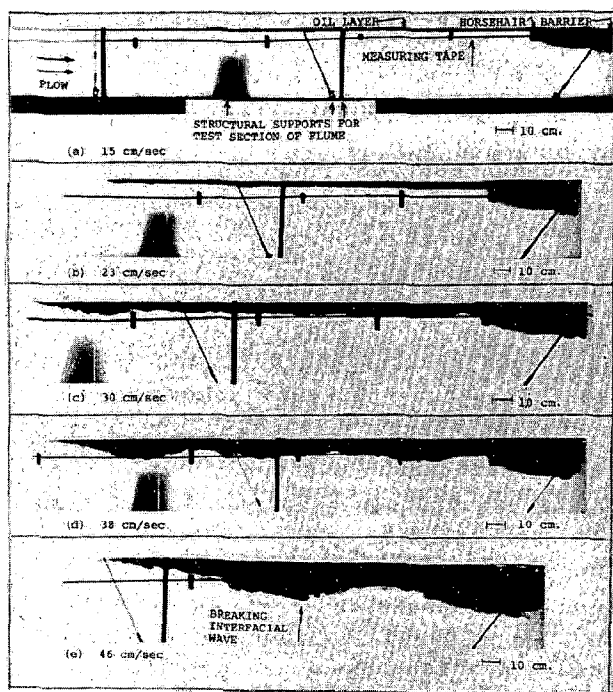 OIL LAYER
HORSEHAIR BARRIER
MEASURING TAPE
FLOW
STRUCTURAL SUPPORTS FOR
TEST SECTION OF FLUME
10 cm.
(a) 15 cm/sec
(b) 23 cm/sec
10 cm.
(c) 30 cm/sec
10 cm.
(d) 38 cm/sec
10 cm.
BREAKING
INTERFACIAL
WAVE
(e) 46 cm/sec
10 cm.